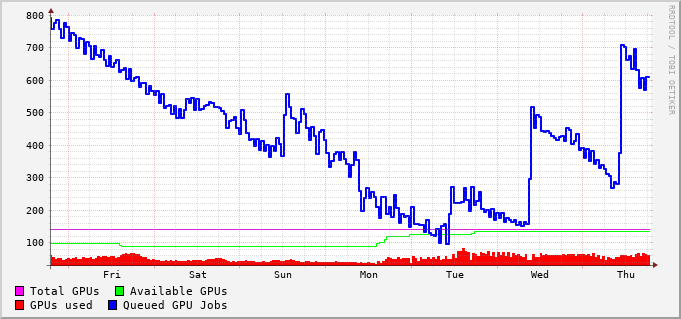 800
700
600
500
400
300
200
100
Fri Sat Sun Mon Tue Wed Thu
Total GPUs Available GPUs
GPUs used Queued GPU Jobs
RRDTOOL / TOBI OETIKER